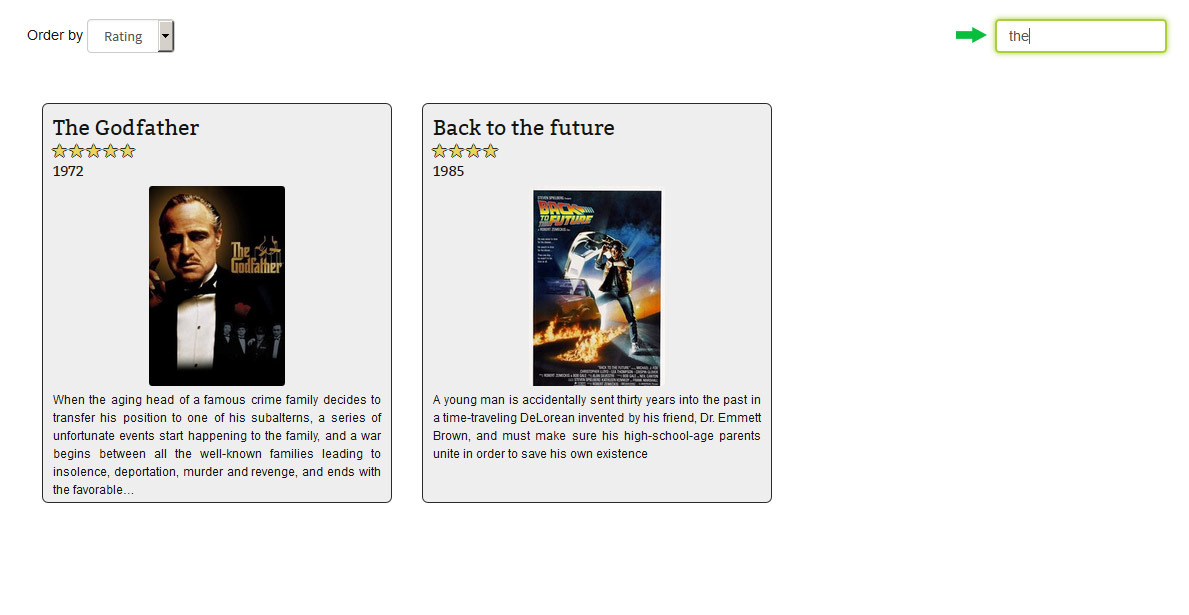 Order by Rating
the
The Godfather
1972
The
Godfather
When the aging head of a famous crime family decides to
transfer his position to one of his subalterns, a series of
unfortunate events start happening to the family, and a war
begins between all the well-known families leading to
insolence, deportation, murder and revenge, and ends with
the favorable...
Back to the future
1985
BACK
TO THE FUTURE
A young man is accidentally sent thirty years into the past in
a time-traveling DeLorean invented by his friend, Dr. Emmett
Brown, and must make sure his high-school-age parents
unite in order to save his own existence